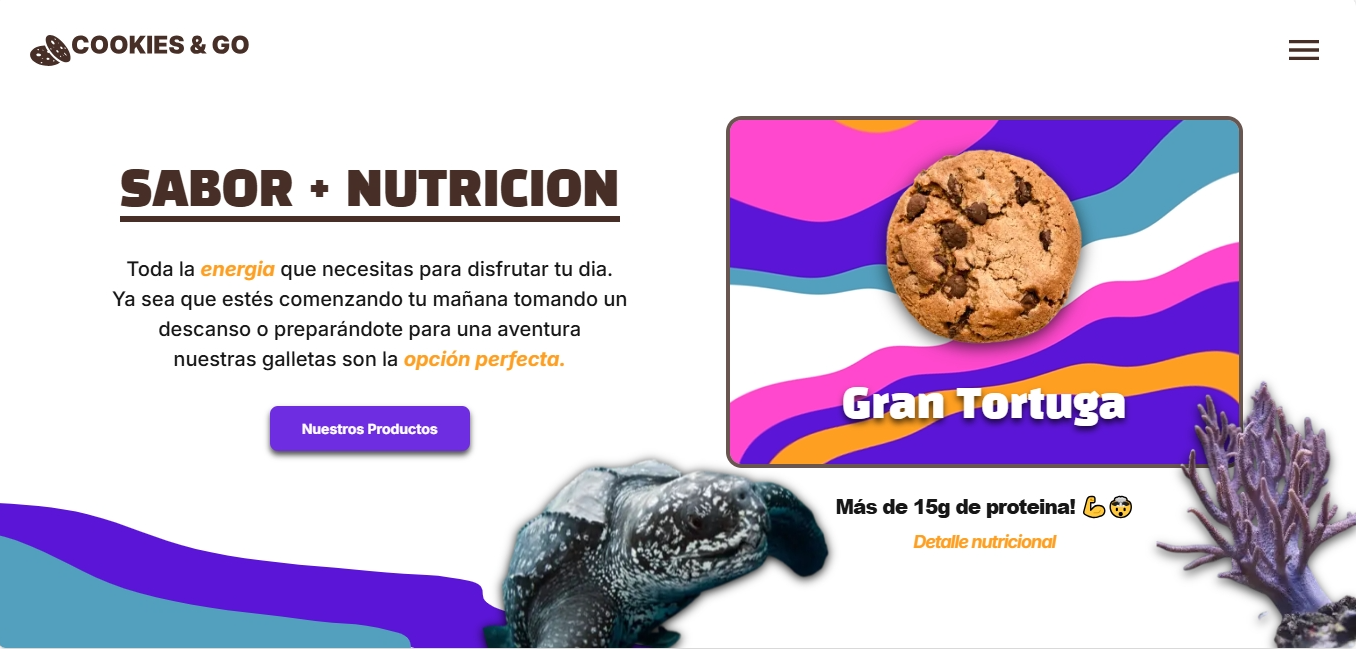 COOKIES & GO
SABOR + NUTRICION
Toda la energia que necesitas para disfrutar tu dia.
Ya sea que estés comenzando tu mañana tomando un
descanso o preparándote para una aventura
nuestras galletas son la opción perfecta.
Nuestros Productos
Gran Tortuga
Más de 15g de proteina! 💪🤯
Detalle nutricional